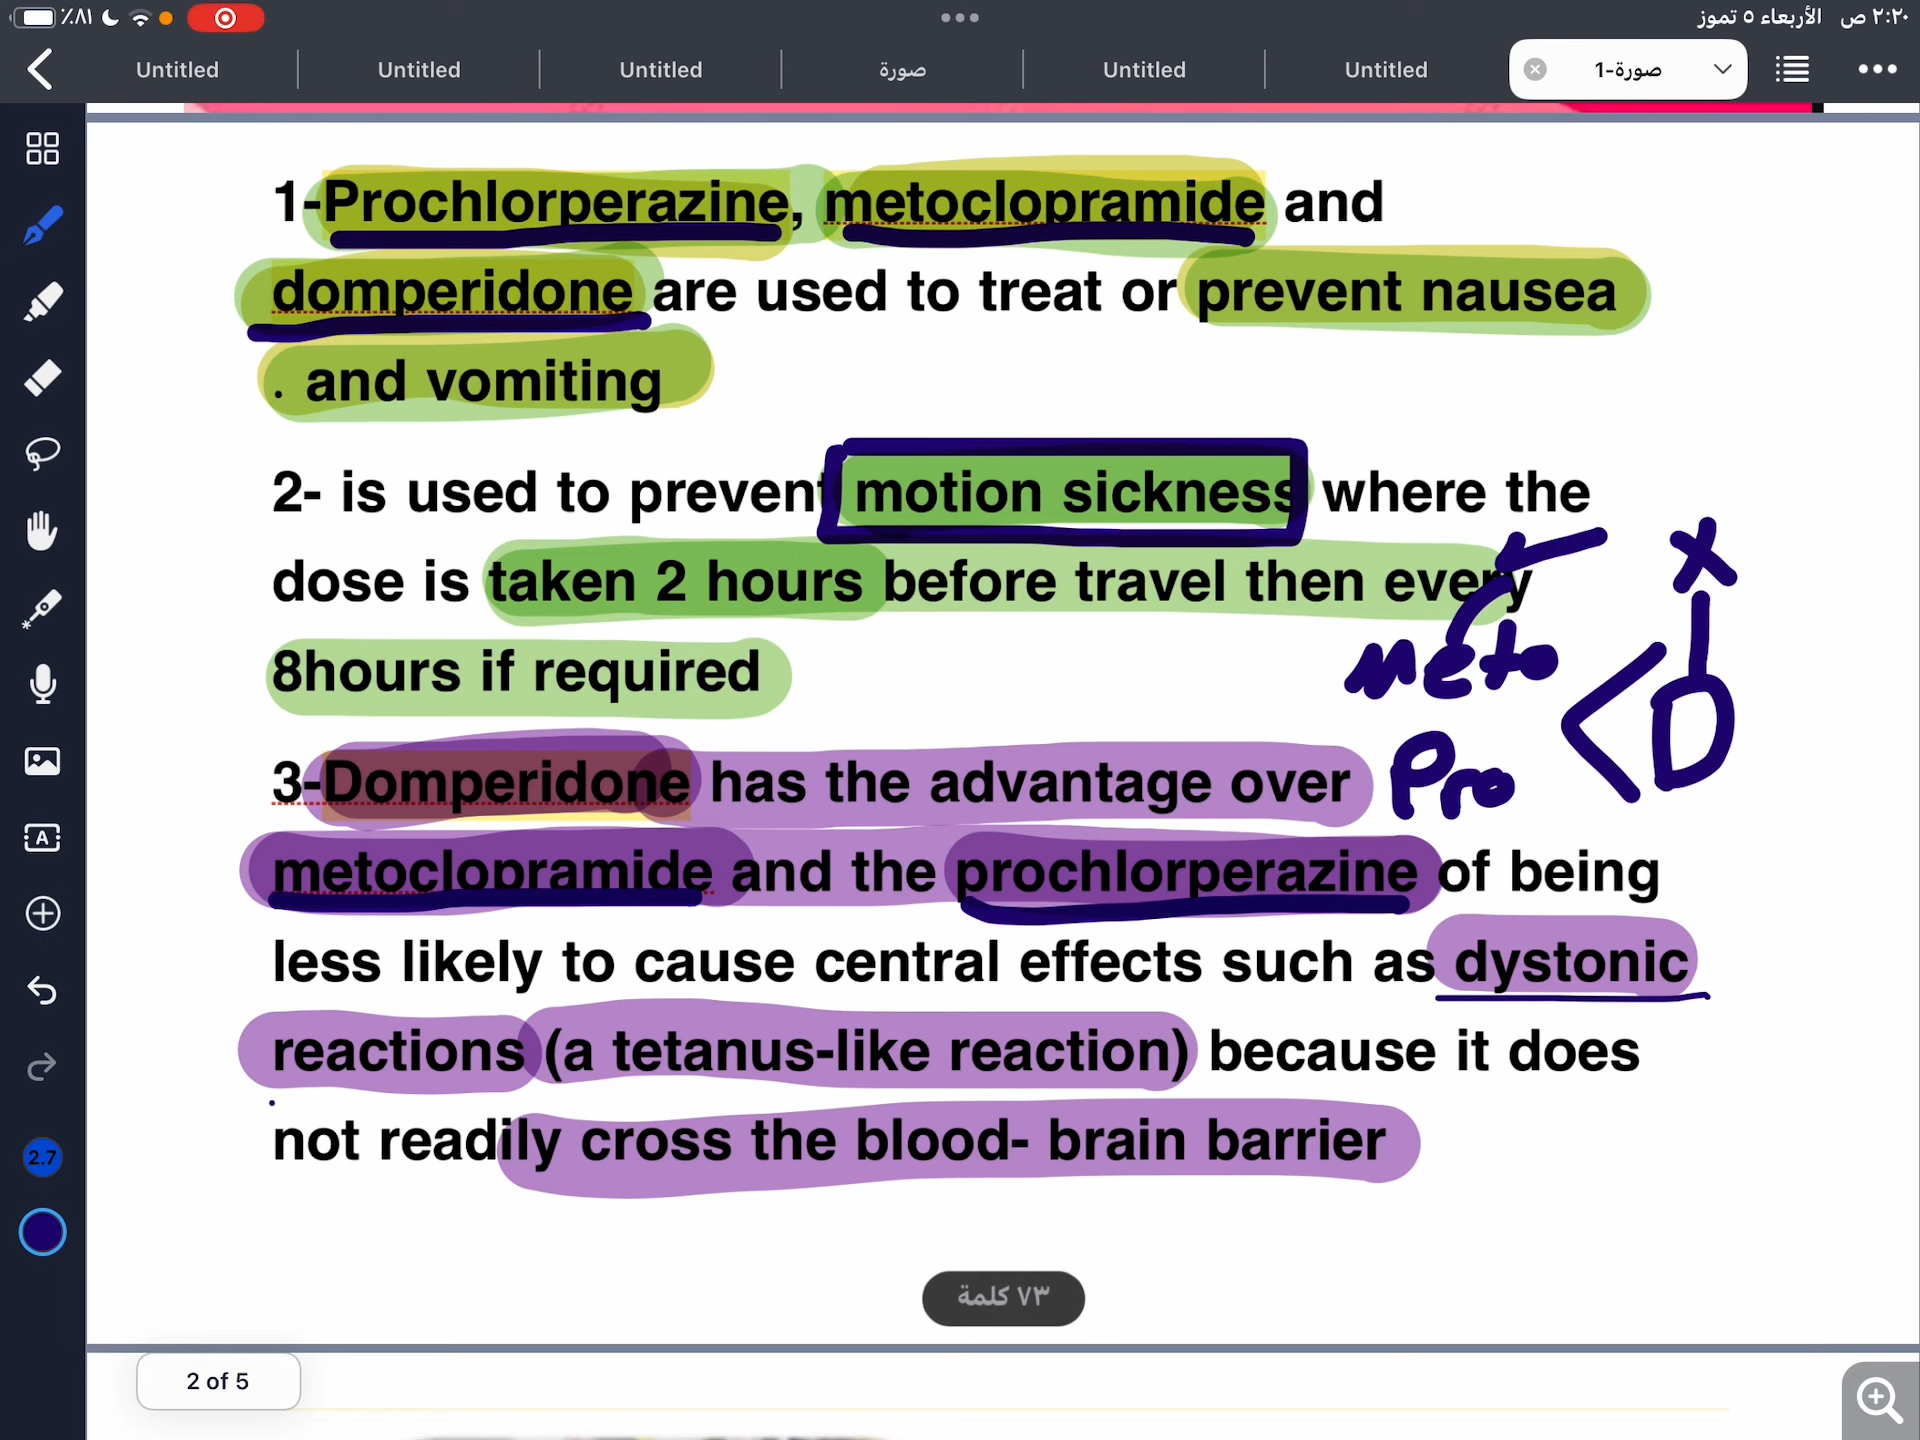 ٪٨١
٢:٢٠ ص الأربعاء ٥ تموز
Untitled
Untitled
Untitled
صورة
Untitled
Untitled
صورة-1
1-Prochlorperazine, metoclopramide and
domperidone are used to treat or prevent nausea
. and vomiting
2- is used to prevent motion sickness where the
dose is taken 2 hours before travel then every
8hours if required
X
Meto
Pro
< D
3-Domperidone has the advantage over
metoclopramide and the prochlorperazine of being
less likely to cause central effects such as dystonic
reactions (a tetanus-like reaction) because it does
not readily cross the blood- brain barrier
A
2.7
٧٣ كلمة
2 of 5